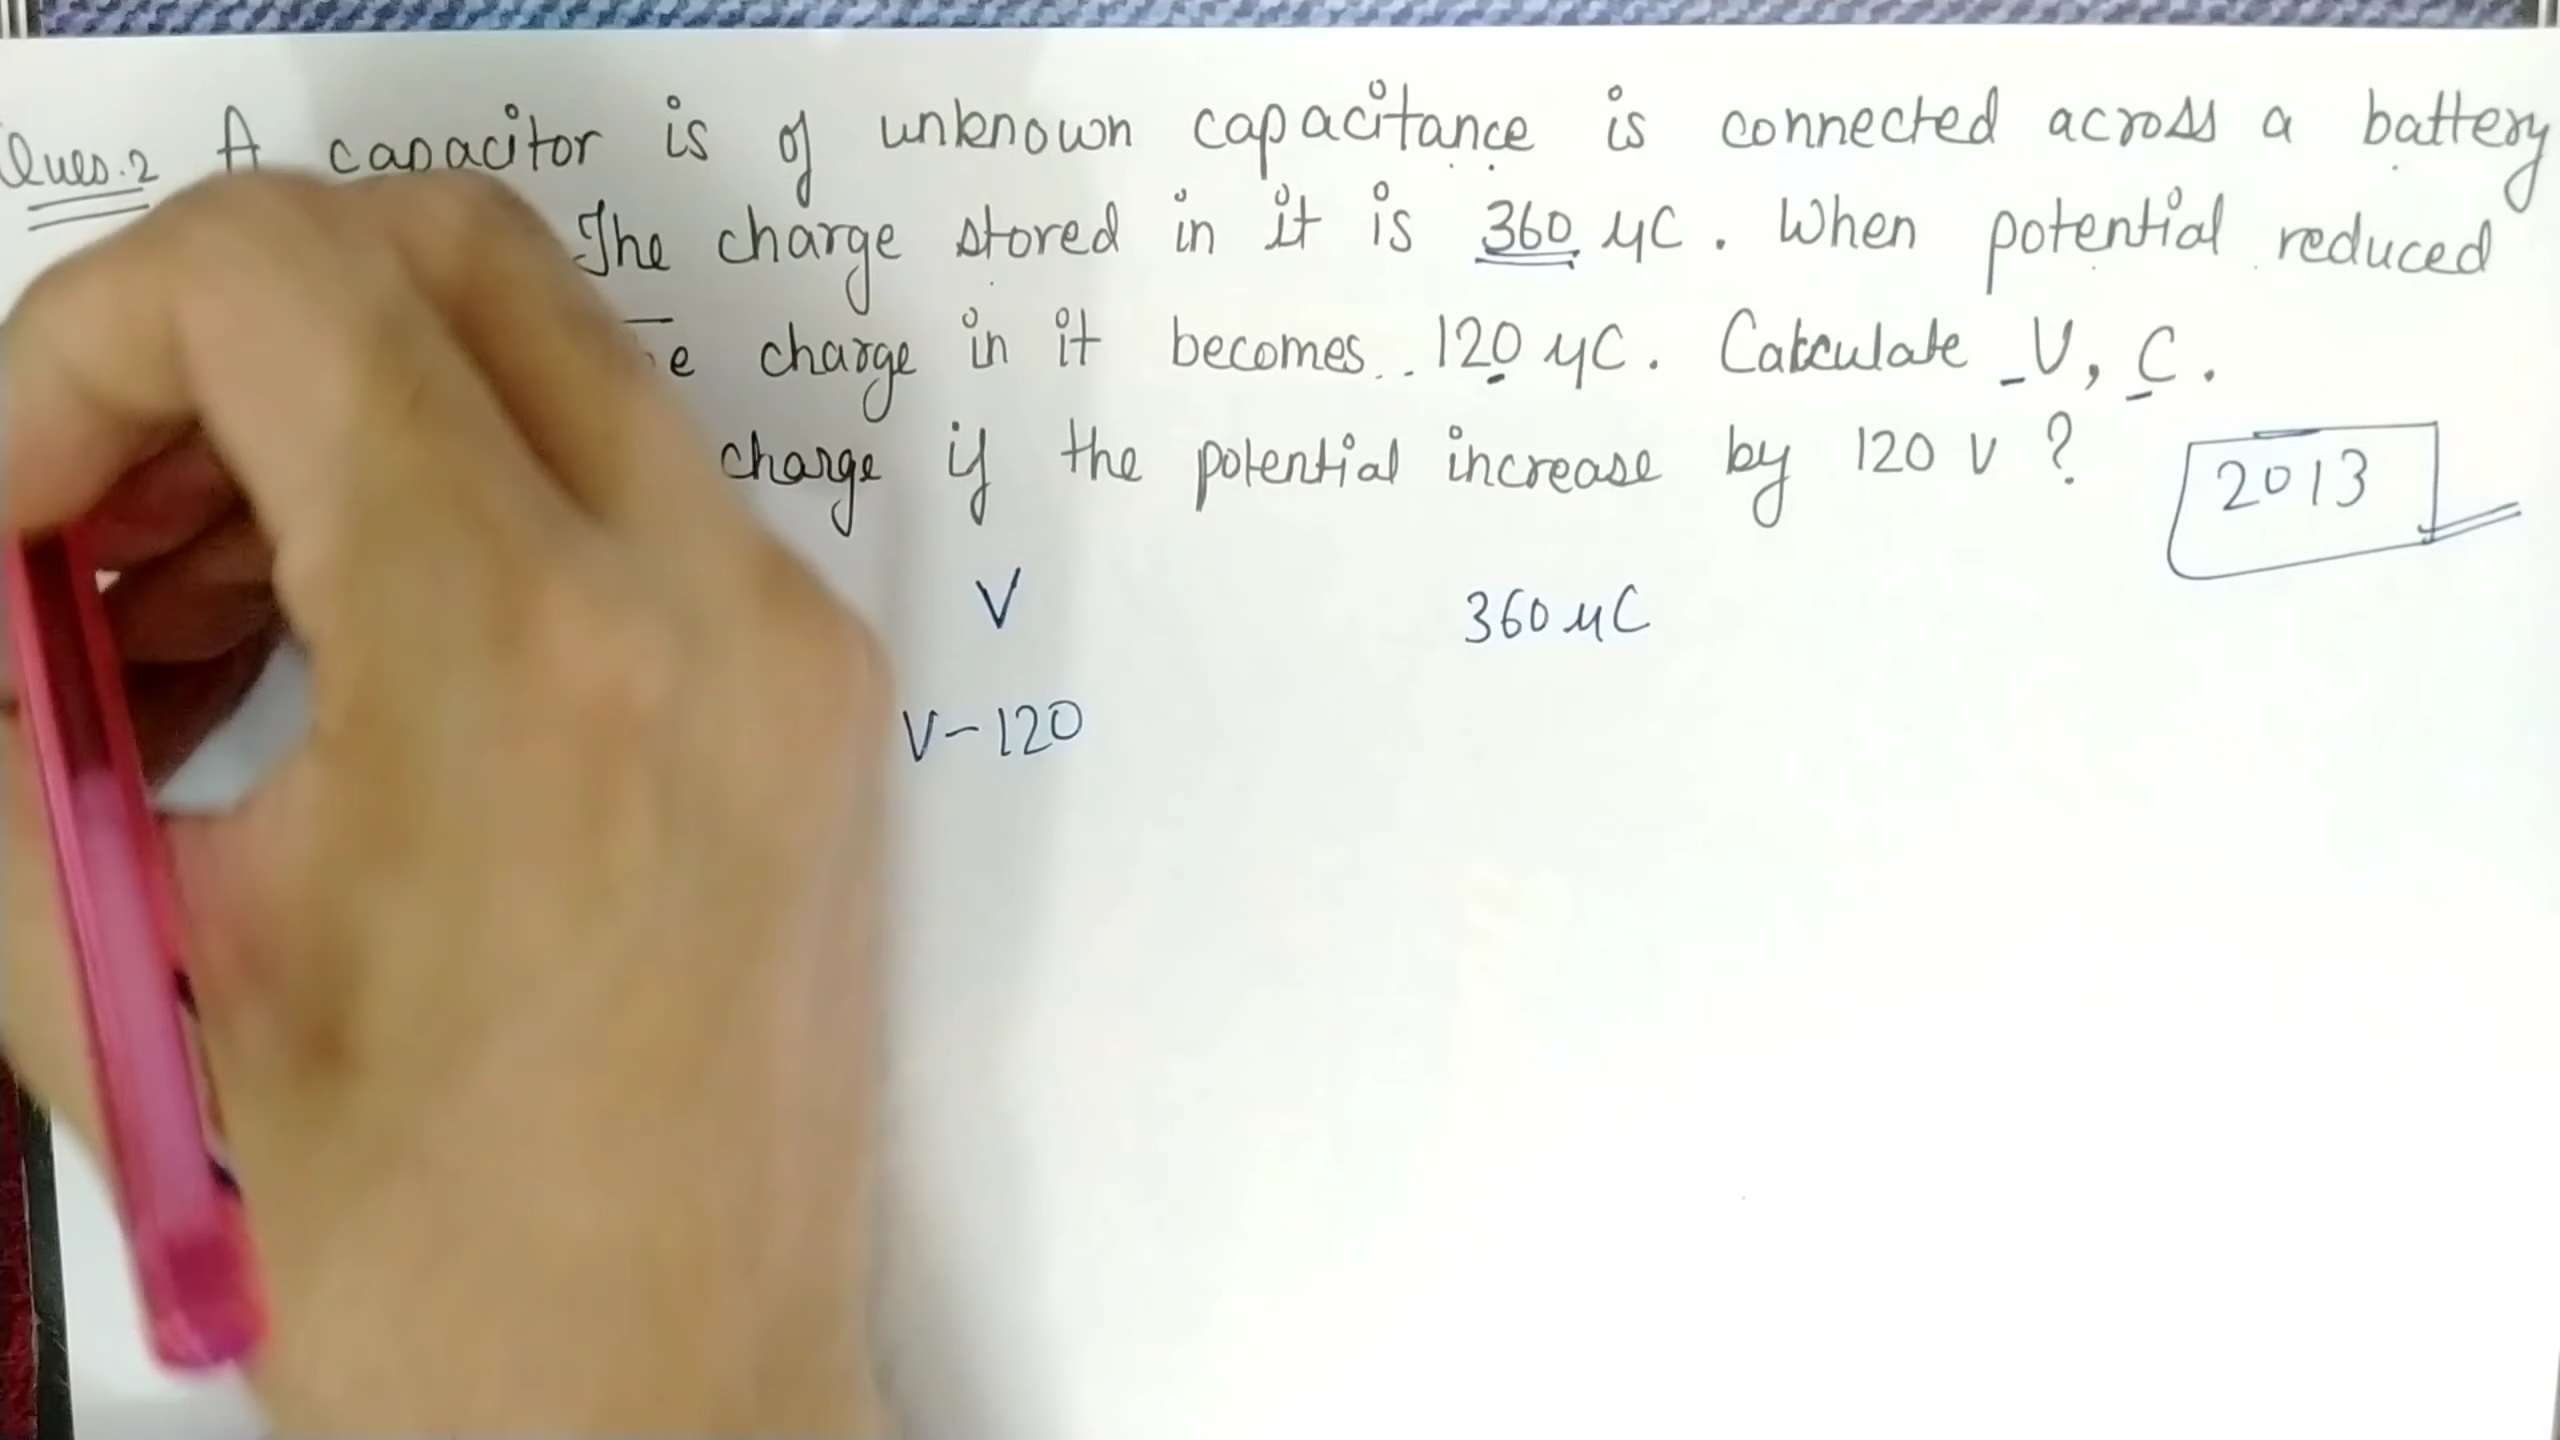 Ques.2 A capacitor is of unknown capacitance is connected across a battery
The charge stored in it is 360 μC. When potential reduced
charge in it becomes 120 μC. Calculate V, C.
charge if the potential increase by 120 V ?
2013
V 360 μC
V-120